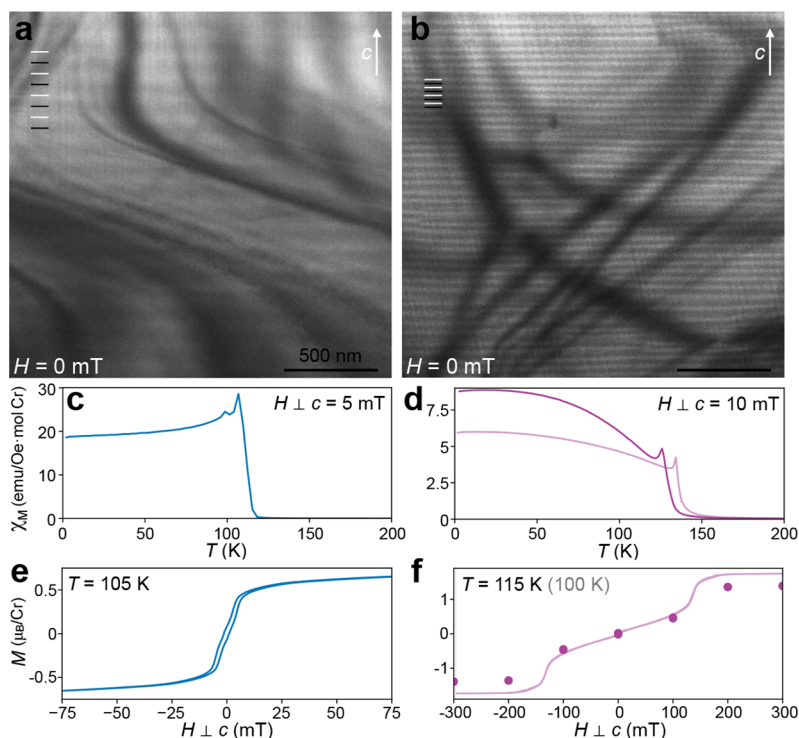 a
c
H = 0 mT
500 nm
b
c
H = 0 mT
c
H ⊥ c = 5 mT
χM (emu/Oe·mol Cr)
30
20
10
0
0 50 100 150 200
T (K)
d
H ⊥ c = 10 mT
7.5
5
2.5
0
0 50 100 150 200
T (K)
e
T = 105 K
M (μB/Cr)
0.5
0
-0.5
-75 -50 -25 0 25 50 75
H ⊥ c (mT)
f
T = 115 K (100 K)
1
0
-1
-300 -200 -100 0 100 200 300
H ⊥ c (mT)